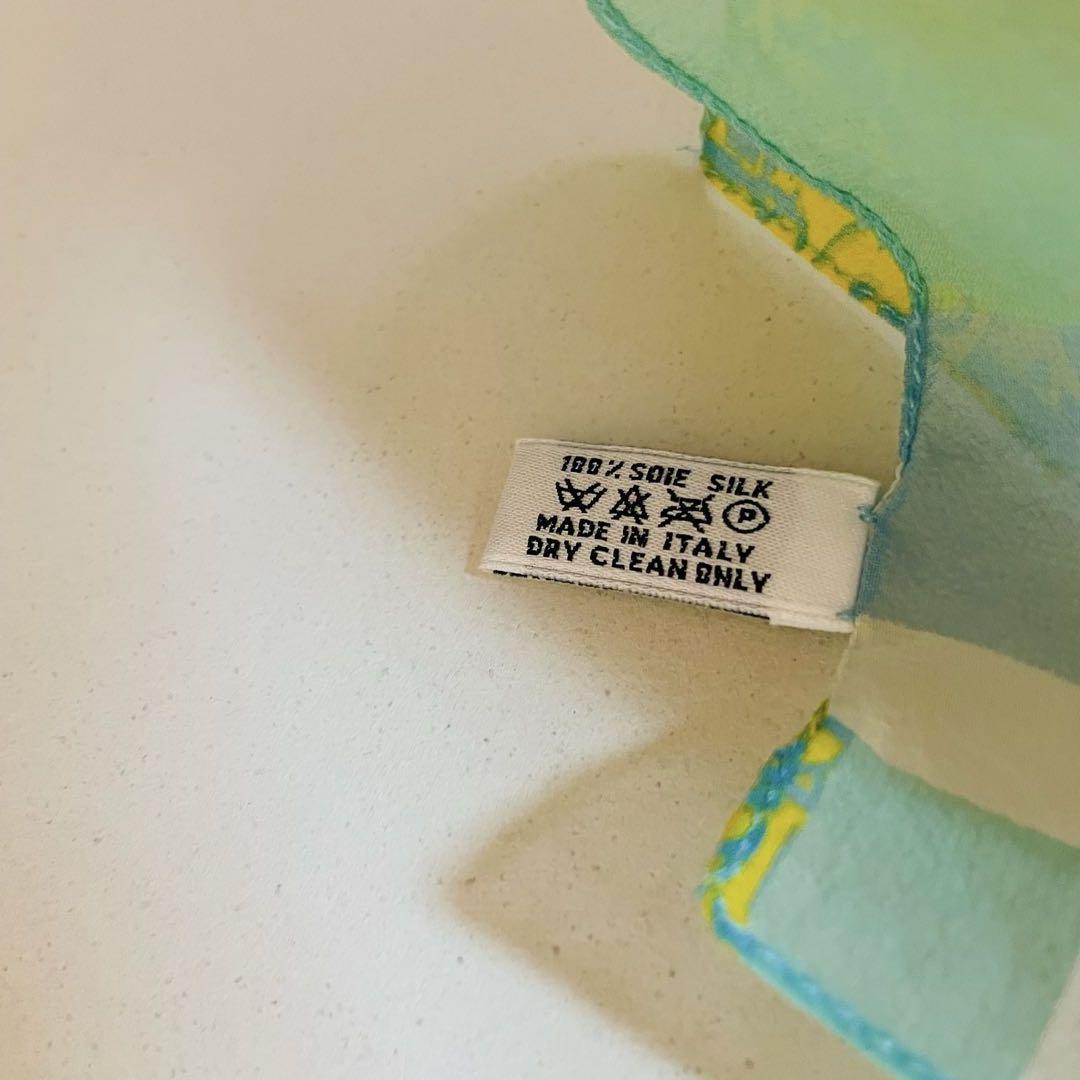 100% SOIE SILK
P
MADE IN ITALY
DRY CLEAN ONLY